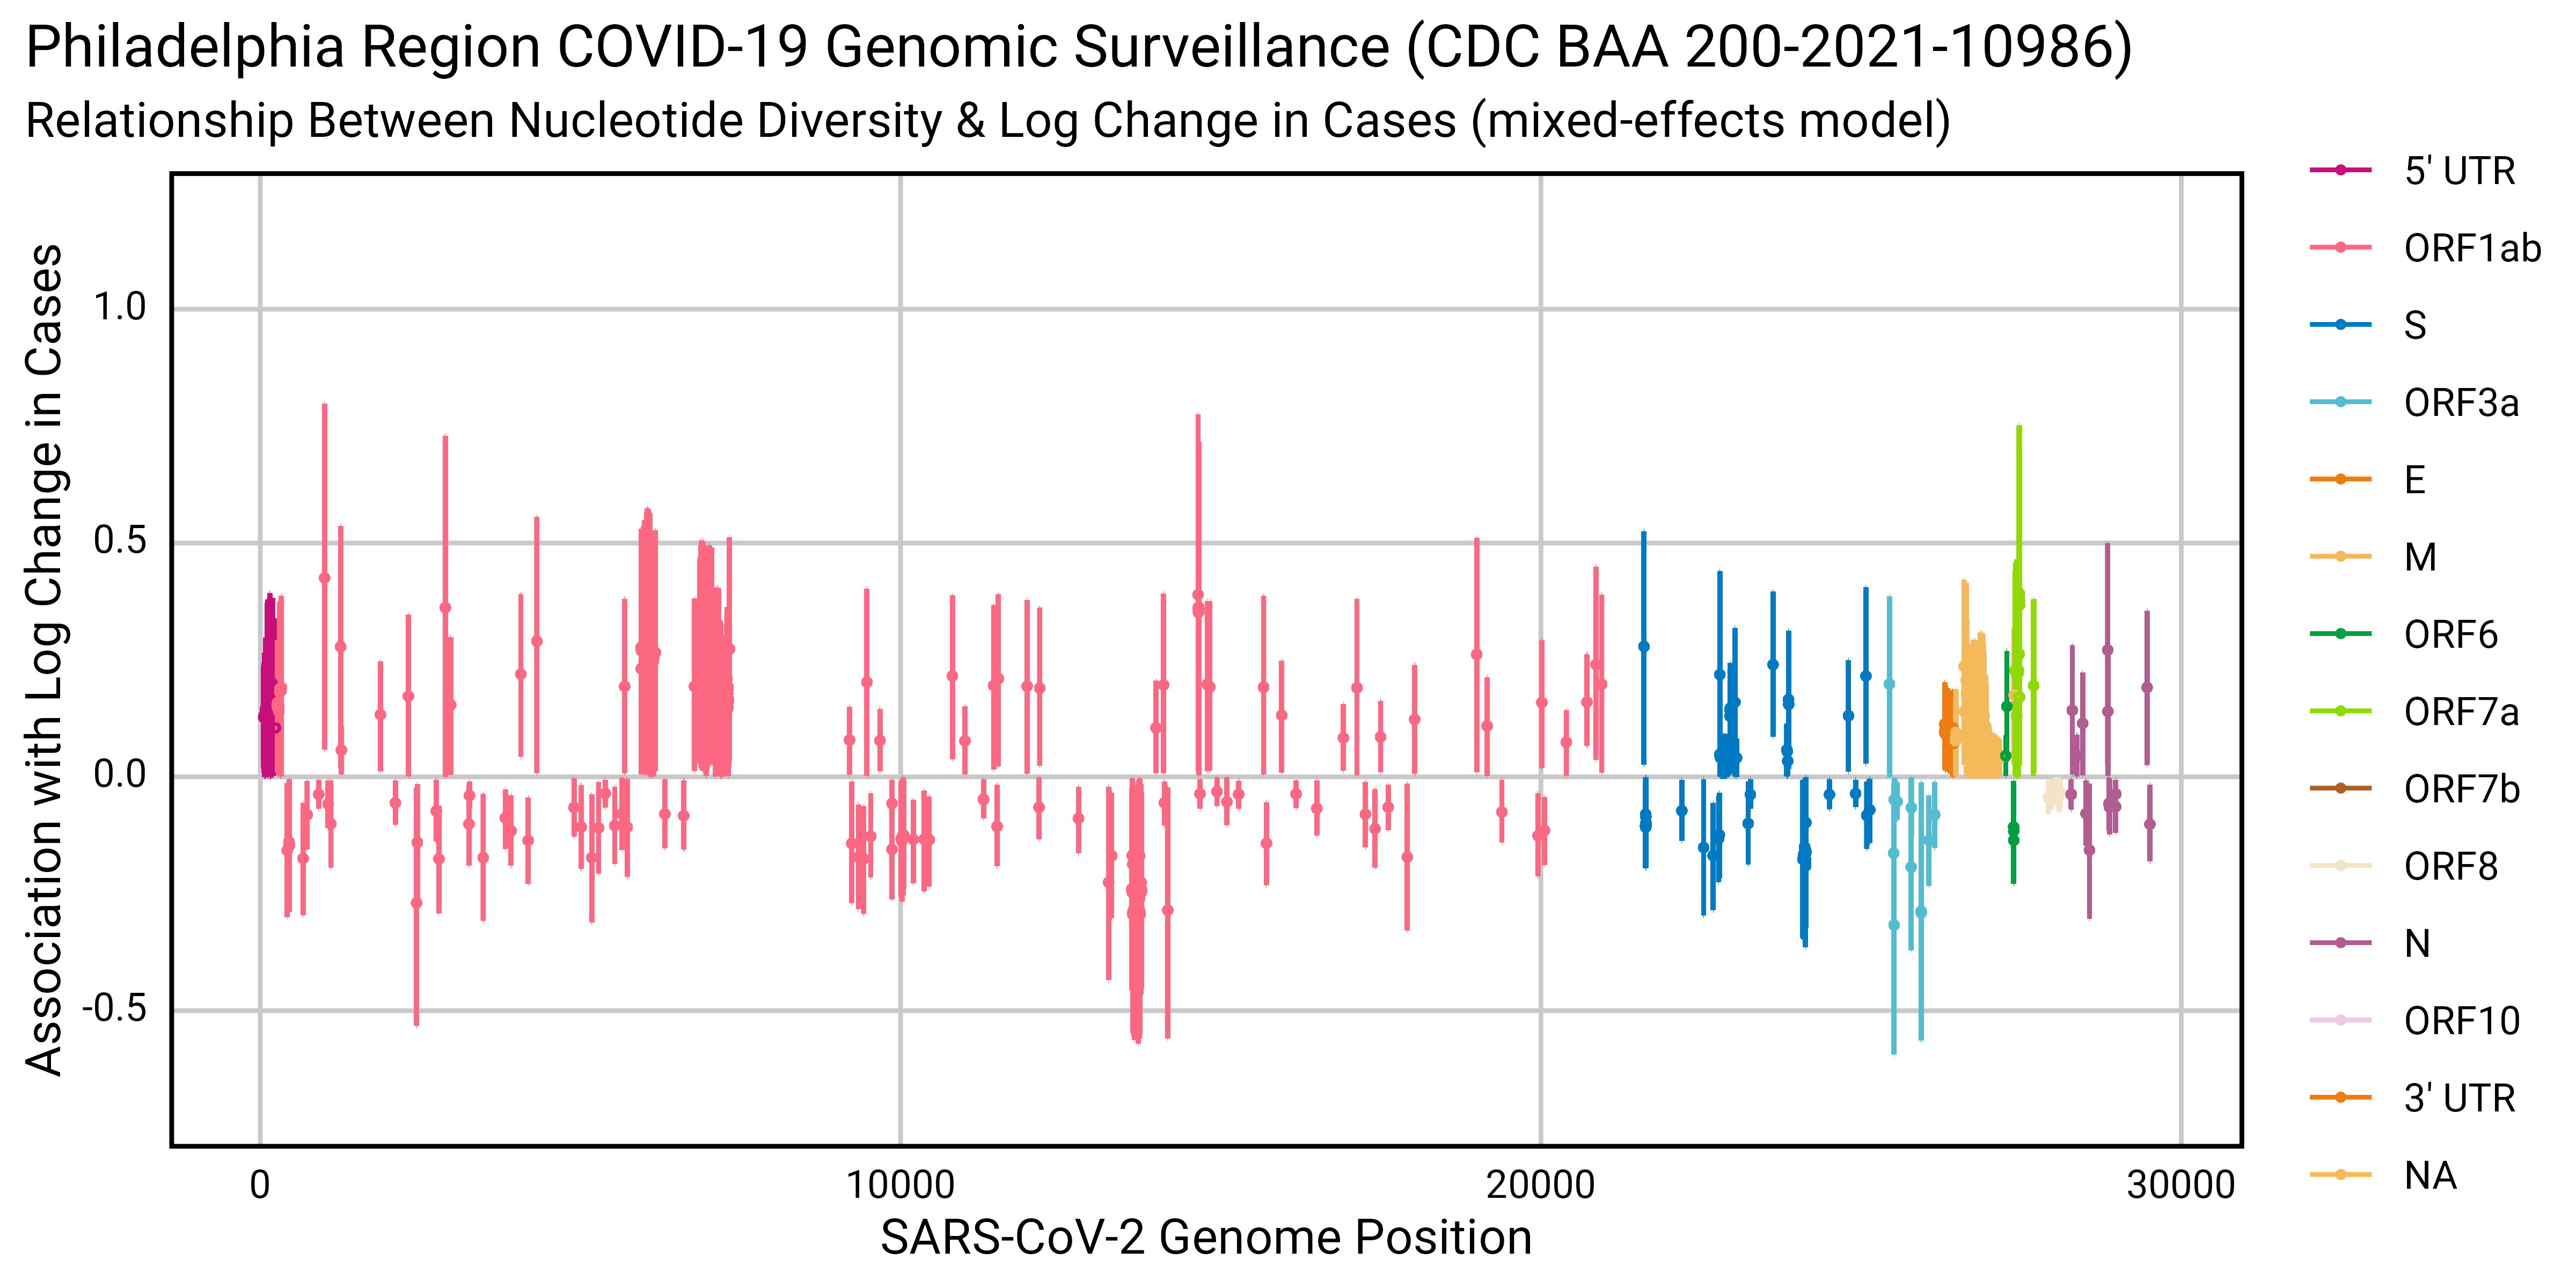 Philadelphia Region COVID-19 Genomic Surveillance (CDC BAA 200-2021-10986)
Relationship Between Nucleotide Diversity & Log Change in Cases (mixed-effects model)
Association with Log Change in Cases
1.0
0.5
0.0
-0.5
0
10000
20000
30000
SARS-CoV-2 Genome Position
5' UTR
ORF1ab
S
ORF3a
E
M
ORF6
ORF7a
ORF7b
ORF8
N
ORF10
3' UTR
NA